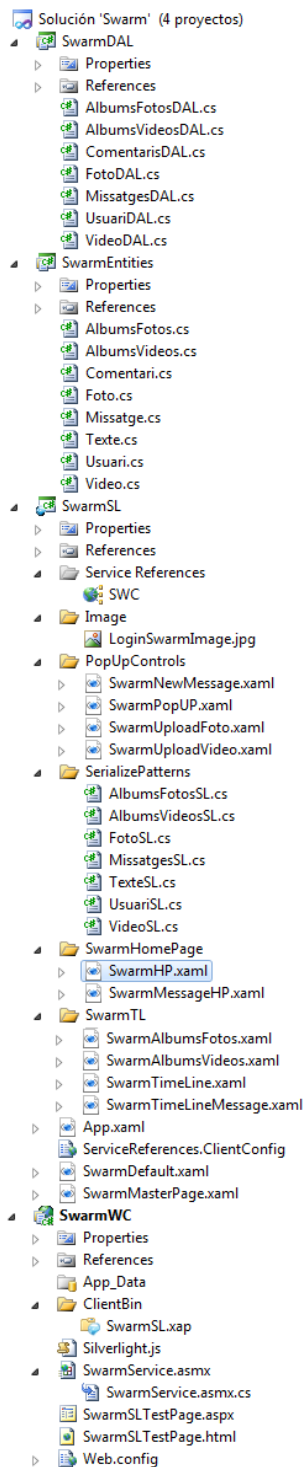 Solución 'Swarm' (4 proyectos)
SwarmDAL
Properties
References
AlbumsFotosDAL.cs
AlbumsVideosDAL.cs
ComentarisDAL.cs
FotoDAL.cs
MissatgesDAL.cs
UsuariDAL.cs
VideoDAL.cs
SwarmEntities
Properties
References
AlbumsFotos.cs
AlbumsVideos.cs
Comentari.cs
Foto.cs
Missatge.cs
Texte.cs
Usuari.cs
Video.cs
SwarmSL
Properties
References
Service References
SWC
Image
LoginSwarmImage.jpg
PopUpControls
SwarmNewMessage.xaml
SwarmPopUP.xaml
SwarmUploadFoto.xaml
SwarmUploadVideo.xaml
SerializePatterns
AlbumsFotosSL.cs
AlbumsVideosSL.cs
FotoSL.cs
MissatgesSL.cs
TexteSL.cs
UsuariSL.cs
VideoSL.cs
SwarmHomePage
SwarmHP.xaml
SwarmMessageHP.xaml
SwarmTL
SwarmAlbumsFotos.xaml
SwarmAlbumsVideos.xaml
SwarmTimeLine.xaml
SwarmTimeLineMessage.xaml
App.xaml
ServiceReferences.ClientConfig
SwarmDefault.xaml
SwarmMasterPage.xaml
SwarmWC
Properties
References
App_Data
ClientBin
SwarmSL.xap
Silverlight.js
SwarmService.asmx
SwarmService.asmx.cs
SwarmSLTestPage.aspx
SwarmSLTestPage.html
Web.config